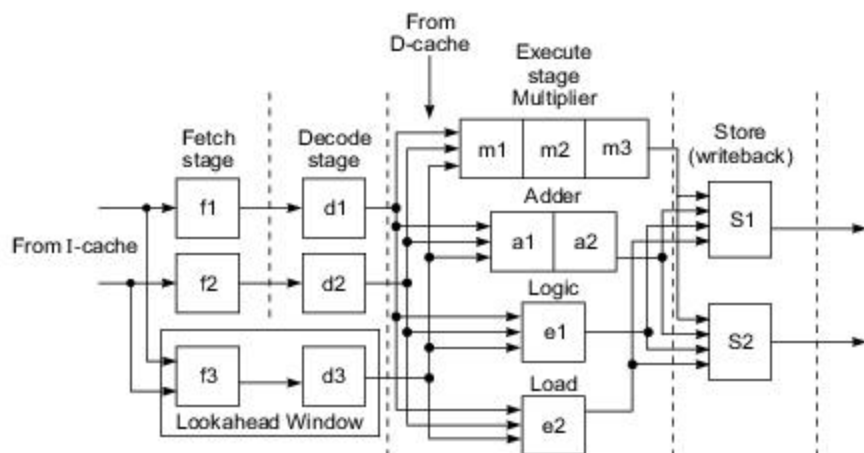 From
D-cache
Execute
stage
Multiplier
Fetch
stage
Decode
stage
Store
(writeback)
m1 m2 m3
Adder
f1 d1 S1
From I-cache
a1 a2
f2 d2
Logic
e1 S2
f3 d3
Load
Lookahead Window
e2